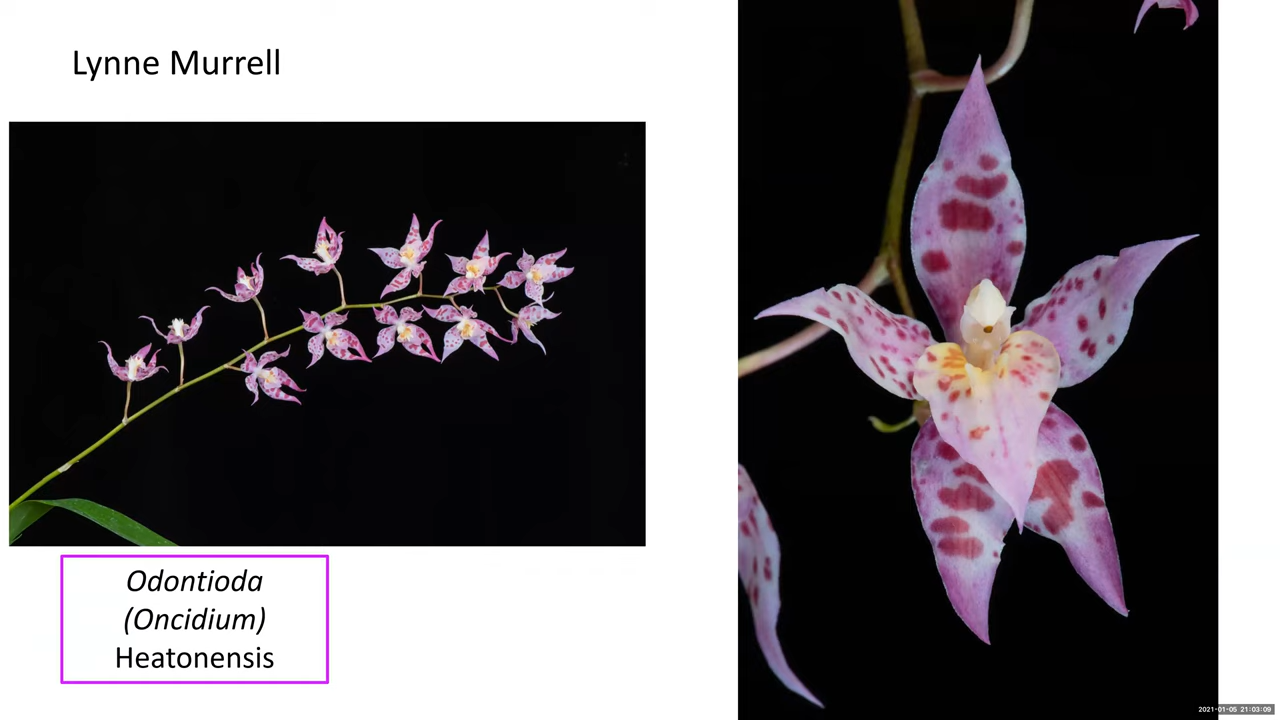 Lynne Murrell
Odontioda
(Oncidium)
Heatonensis
2021-01-05 21:03:09